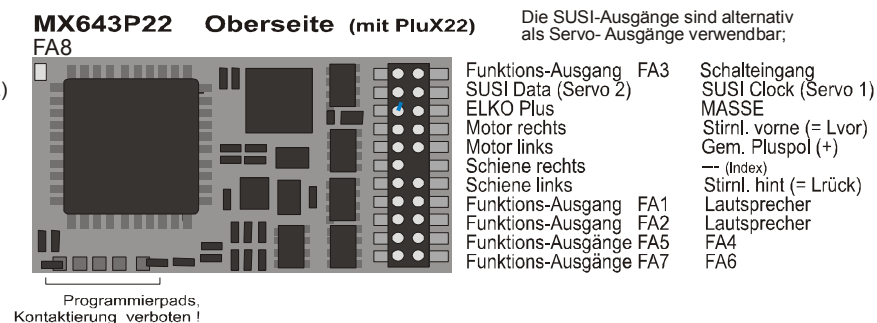 MX643P22 Oberseite (mit PluX22)
Die SUSI-Ausgänge sind alternativ
als Servo- Ausgänge verwendbar;
FA8
)
Funktions-Ausgang FA3 Schalteingang
SUSI Data (Servo 2) SUSI Clock (Servo 1)
ELKO Plus MASSE
Motor rechts Stirnl. vorne (= Lvor)
Motor links Gem. Pluspol (+)
Schiene rechts --- (Index)
Schiene links Stirnl. hint (= Lrück)
Funktions-Ausgang FA1 Lautsprecher
Funktions-Ausgang FA2 Lautsprecher
Funktions-Ausgänge FA5 FA4
Funktions-Ausgänge FA7 FA6
Programmierpads,
Kontaktierung verboten !